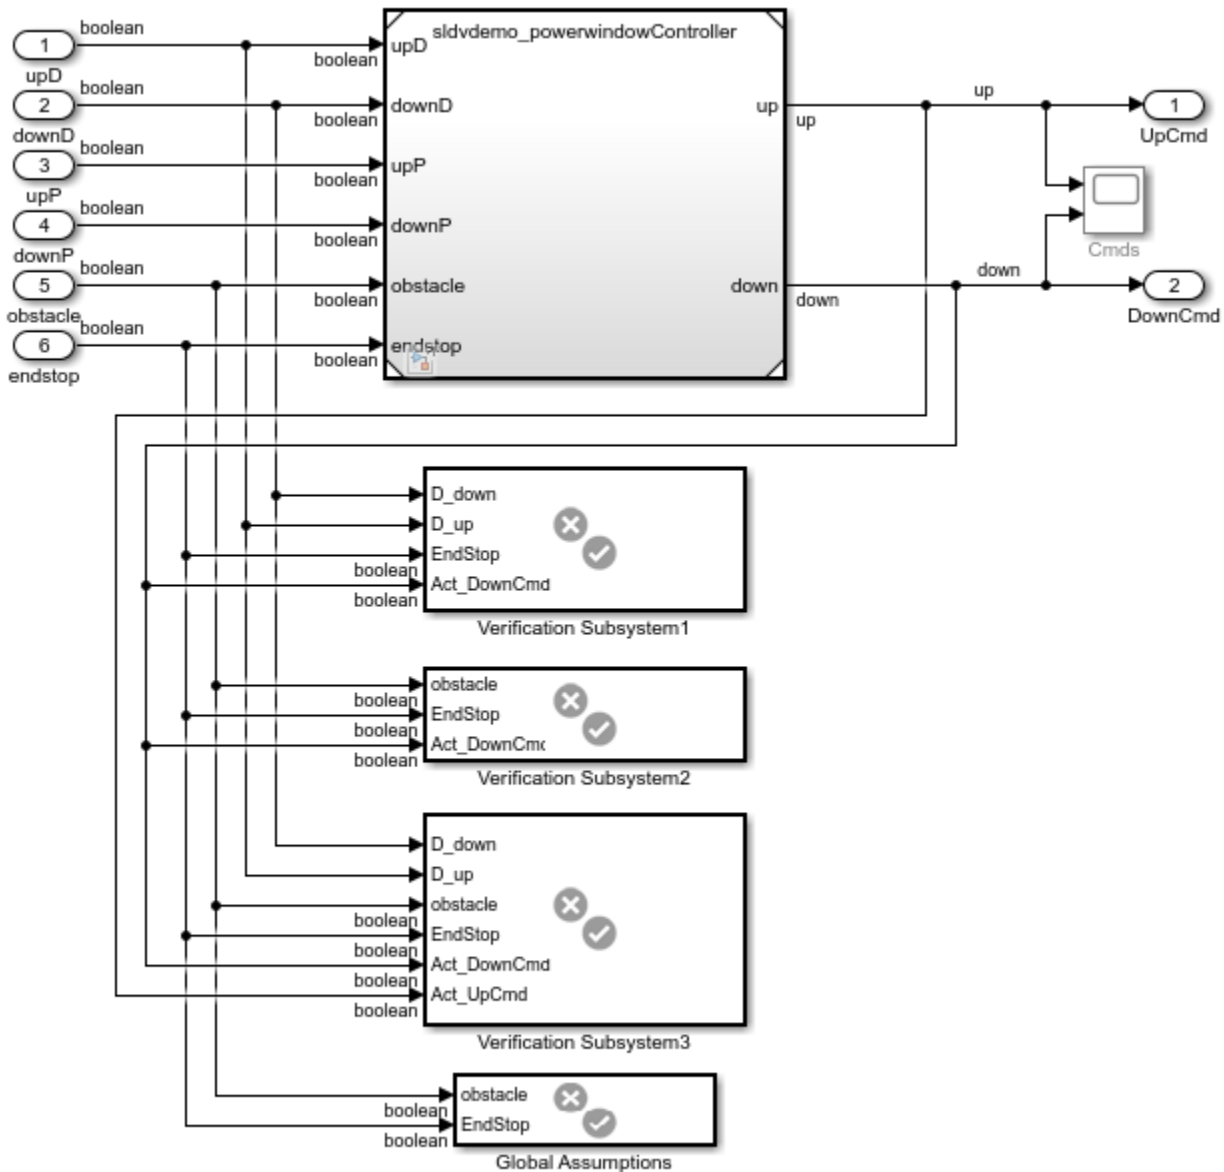 boolean
1
upD
boolean
2
downD
boolean
3
upP
boolean
4
downP
boolean
5
obstacle
boolean
6
endstop
sldvdemo_powerwindowController
boolean
upD
boolean
downD
boolean
upP
boolean
downP
boolean
obstacle
boolean
endstop
up
up
down
down
up
1
UpCmd
Cmds
down
2
DownCmd
D_down
D_up
EndStop
boolean
Act_DownCmd
boolean
Verification Subsystem1
obstacle
boolean
EndStop
boolean
Act_DownCmc
boolean
Verification Subsystem2
D_down
D_up
obstacle
boolean
EndStop
boolean
Act_DownCmd
boolean
Act_UpCmd
boolean
Verification Subsystem3
obstacle
boolean
EndStop
boolean
Global Assumptions